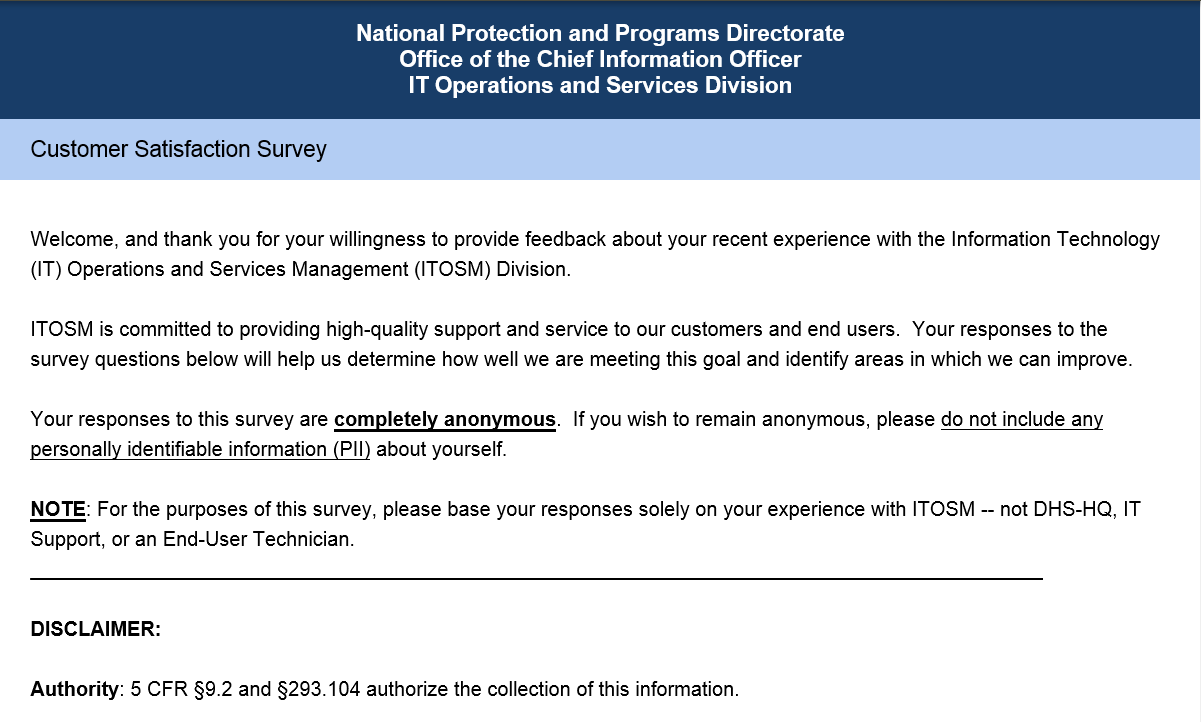 National Protection and Programs Directorate
Office of the Chief Information Officer
IT Operations and Services Division
Customer Satisfaction Survey
Welcome, and thank you for your willingness to provide feedback about your recent experience with the Information Technology
(IT) Operations and Services Management (ITOSM) Division.
ITOSM is committed to providing high-quality support and service to our customers and end users.  Your responses to the
survey questions below will help us determine how well we are meeting this goal and identify areas in which we can improve.
Your responses to this survey are completely anonymous.  If you wish to remain anonymous, please do not include any
personally identifiable information (PII) about yourself.
NOTE: For the purposes of this survey, please base your responses solely on your experience with ITOSM -- not DHS-HQ, IT
Support, or an End-User Technician.
DISCLAIMER:
Authority: 5 CFR §9.2 and §293.104 authorize the collection of this information.